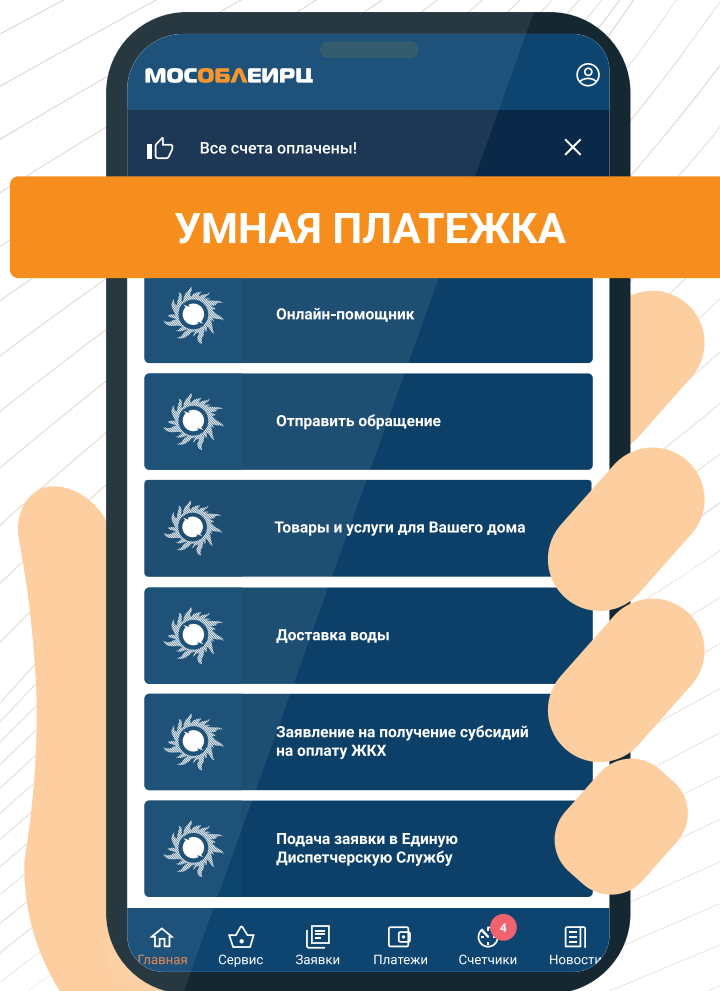 МОСОБЛЕИРЦ
Все счета оплачены!
УМНАЯ ПЛАТЕЖКА
Онлайн-помощник
Отправить обращение
Товары и услуги для Вашего дома
Доставка воды
Заявление на получение субсидий
на оплату ЖКХ
Подача заявки в Единую
Диспетчерскую Службу
4
Главная Сервис Заявки Платежи Счетчики Новости